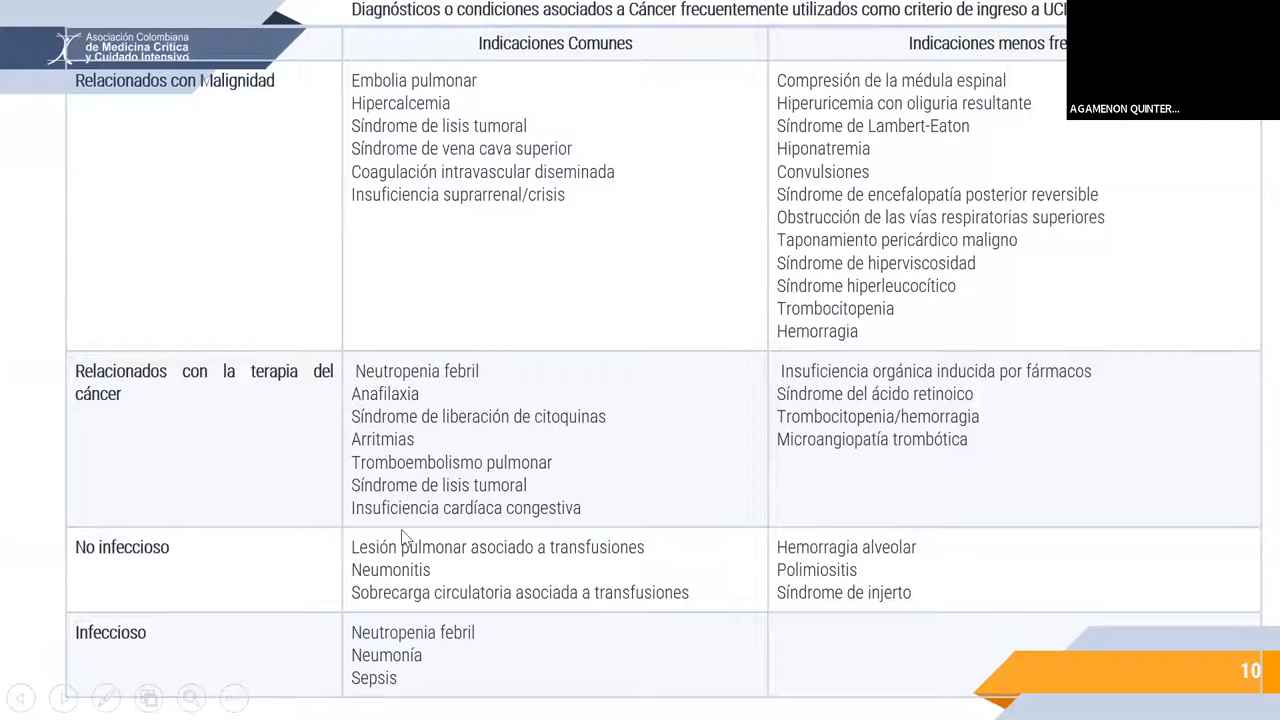 Diagnósticos o condiciones asociados a Cáncer frecuentemente utilizados como criterio de ingreso a UCI
Asociación Colombiana
de Medicina Crítica
y Cuidado Intensivo
Indicaciones Comunes
Indicaciones menos
AGAMENON QUINTER...
Relacionados con Malignidad
Embolia pulmonar
Hipercalcemia
Síndrome de lisis tumoral
Síndrome de vena cava superior
Coagulación intravascular diseminada
Insuficiencia suprarrenal/crisis
Compresión de la médula espinal
Hiperuricemia con oliguria resultante
Síndrome de Lambert-Eaton
Hiponatremia
Convulsiones
Síndrome de encefalopatía posterior reversible
Obstrucción de las vías respiratorias superiores
Taponamiento pericárdico maligno
Síndrome de hiperviscosidad
Síndrome hiperleucocítico
Trombocitopenia
Hemorragia
Relacionados con la terapia del
cáncer
Neutropenia febril
Anafilaxia
Síndrome de liberación de citoquinas
Arritmias
Tromboembolismo pulmonar
Síndrome de lisis tumoral
Insuficiencia cardíaca congestiva
Insuficiencia orgánica inducida por fármacos
Síndrome del ácido retinoico
Trombocitopenia/hemorragia
Microangiopatía trombótica
No infeccioso
Lesión pulmonar asociado a transfusiones
Neumonitis
Sobrecarga circulatoria asociada a transfusiones
Hemorragia alveolar
Polimiositis
Síndrome de injerto
Infeccioso
Neutropenia febril
Neumonía
Sepsis
10